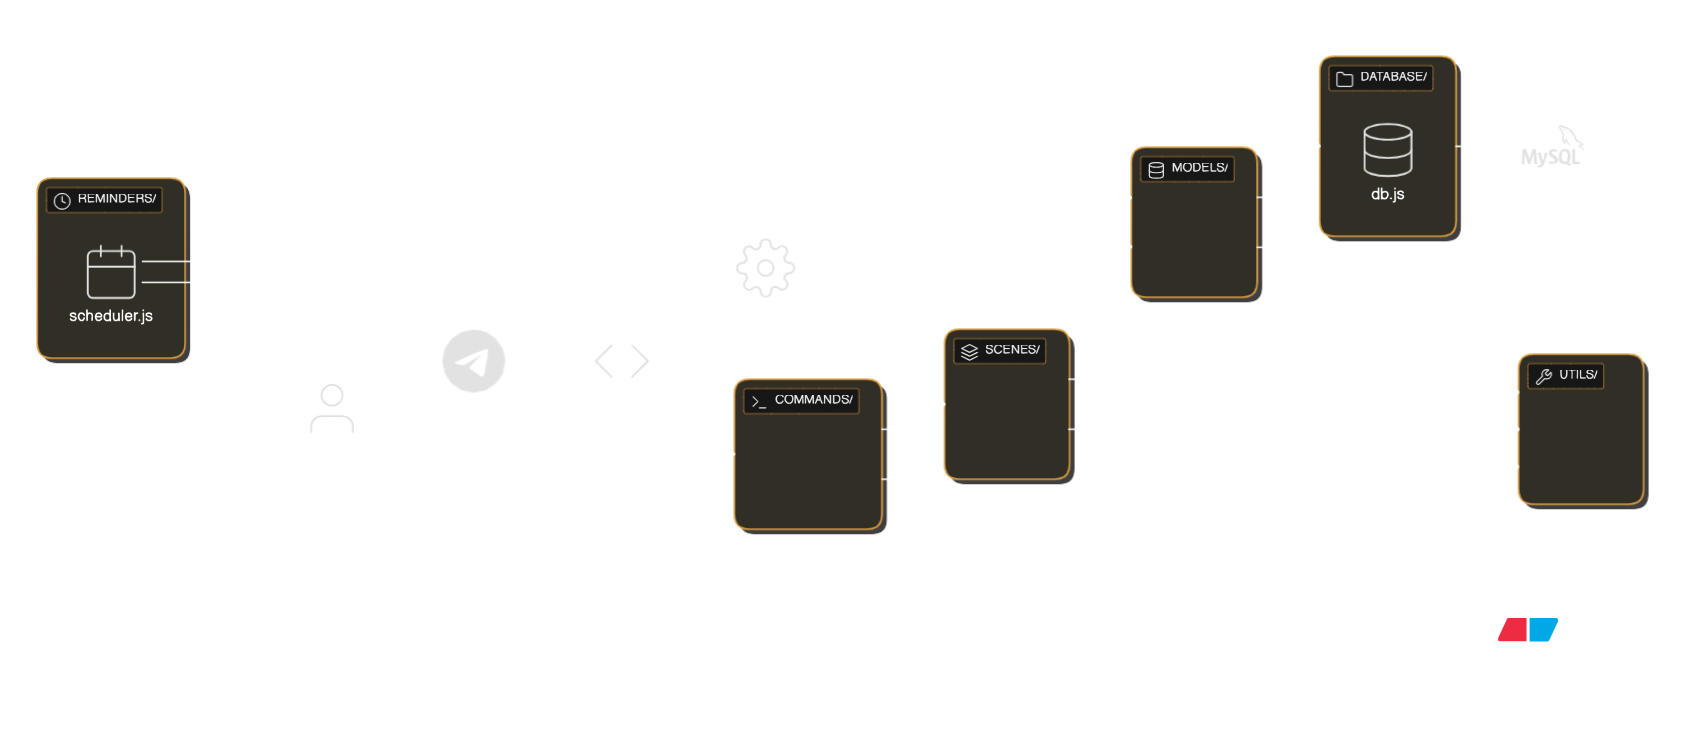 REMINDERS/
scheduler.js
COMMANDS/
SCENES/
MODELS/
DATABASE/
db.js
MySQL
UTILS/